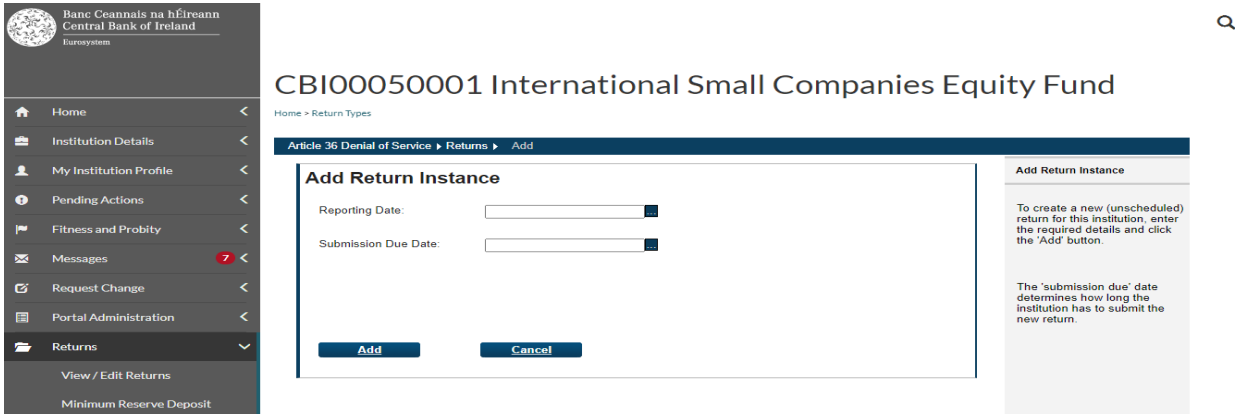 Banc Ceannais na hÉireann
Central Bank of Ireland
Eurosystem
CBI00050001 International Small Companies Equity Fund
Home > Return Types
Home
Institution Details
My Institution Profile
Pending Actions
Fitness and Probity
Messages 7
Request Change
Portal Administration
Returns
View / Edit Returns
Minimum Reserve Deposit
Article 36 Denial of Service Returns Add
Add Return Instance
Reporting Date: ...
Submission Due Date: ...
Add Cancel
Add Return Instance
To create a new (unscheduled)
return for this institution, enter
the required details and click
the 'Add' button.
The 'submission due' date
determines how long the
institution has to submit the
new return.